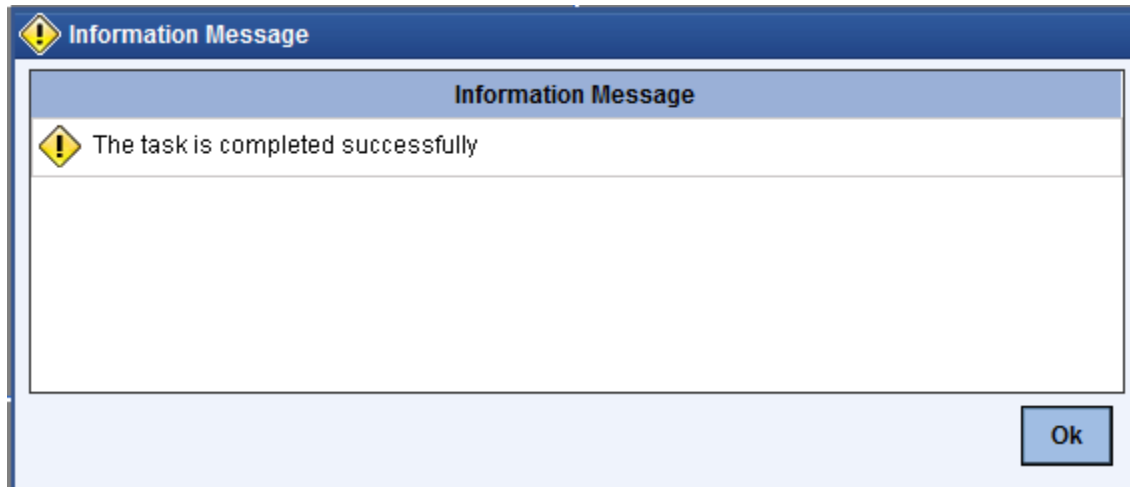 Information Message
Information Message
The task is completed successfully
Ok